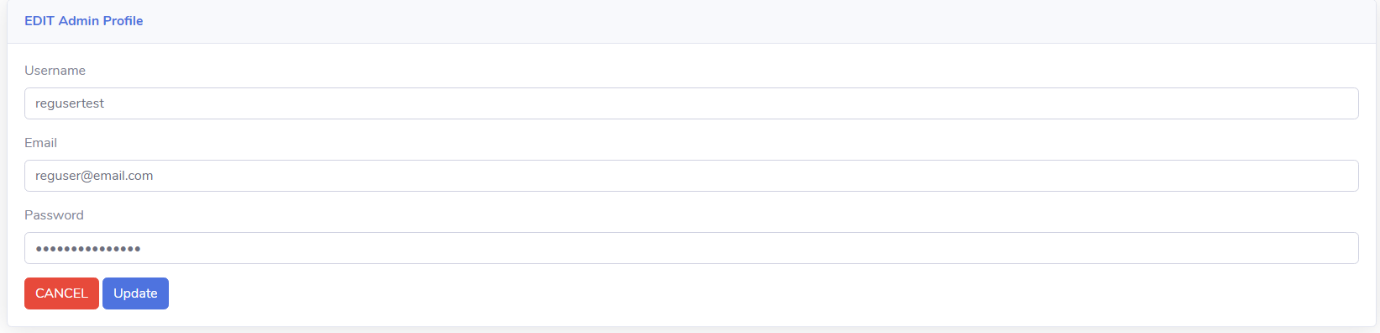 EDIT Admin Profile
Username
regusertest
Email
reguser@email.com
Password
•••••••••••••••
CANCEL Update